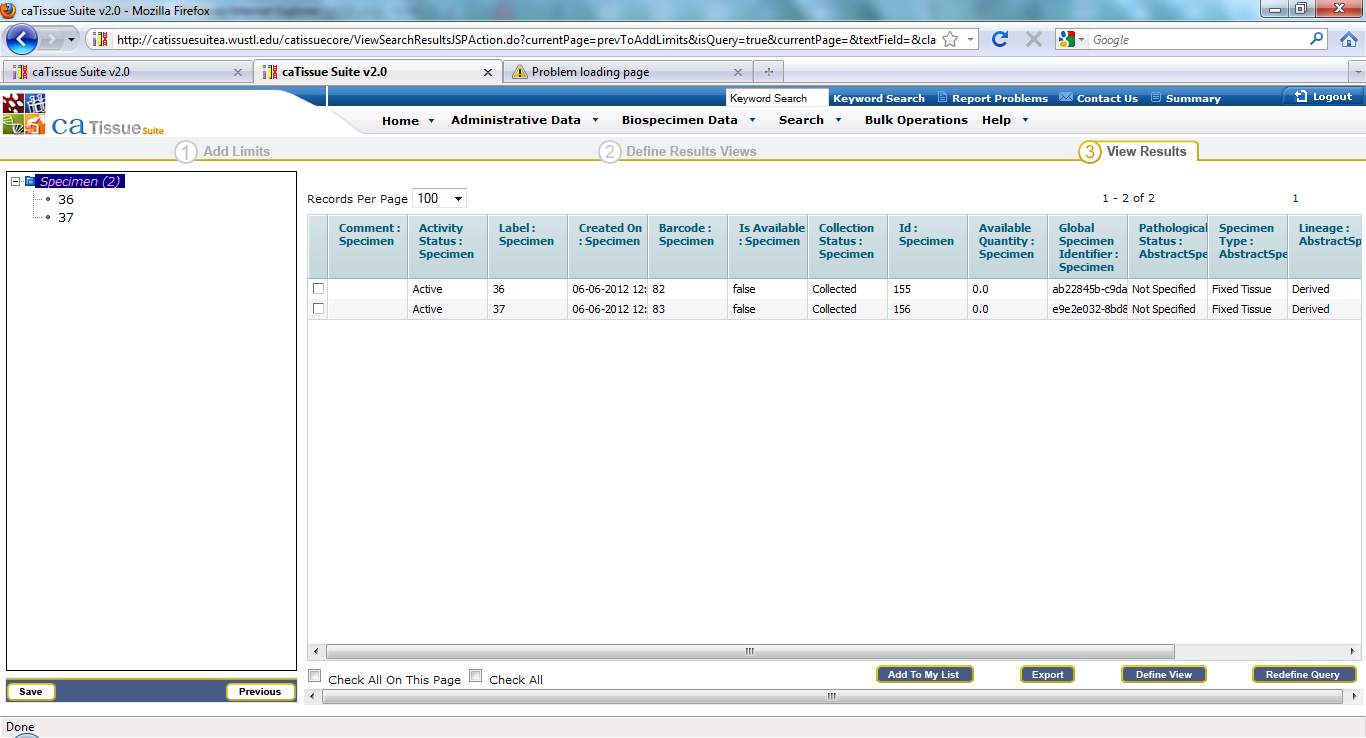 caTissue Suite v2.0 - Mozilla Firefox
http://catissuesuitea.wustl.edu/catissuecore/ViewSearchResultsJSPAction.do?currentPage=prevToAddLimits&isQuery=true&currentPage=&textField=&cla
Google
caTissue Suite v2.0
caTissue Suite v2.0
Problem loading page
Keyword Search Keyword Search Report Problems Contact Us Summary Logout
ca Tissue Suite
Home Administrative Data Biospecimen Data Search Bulk Operations Help
1 Add Limits 2 Define Results Views 3 View Results
Specimen (2)
36
37
Records Per Page 100 1 - 2 of 2 1
Comment : Specimen
Activity Status : Specimen
Label : Specimen
Created On : Specimen
Barcode : Specimen
Is Available : Specimen
Collection Status : Specimen
Id : Specimen
Available Quantity : Specimen
Global Specimen Identifier : Specimen
Pathological Status : AbstractSpe
Specimen Type : AbstractSpe
Lineage : AbstractSp
Active 36 06-06-2012 12: 82 false Collected 155 0.0 ab22845b-c9da Not Specified Fixed Tissue Derived
Active 37 06-06-2012 12: 83 false Collected 156 0.0 e9e2e032-8bd8 Not Specified Fixed Tissue Derived
Check All On This Page Check All
Add To My List Export Define View Redefine Query
Save Previous
Done